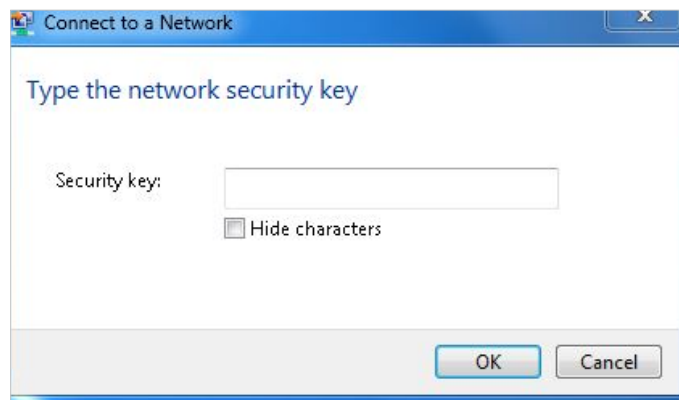 Connect to a Network
X
Type the network security key
Security key:
Hide characters
OK Cancel